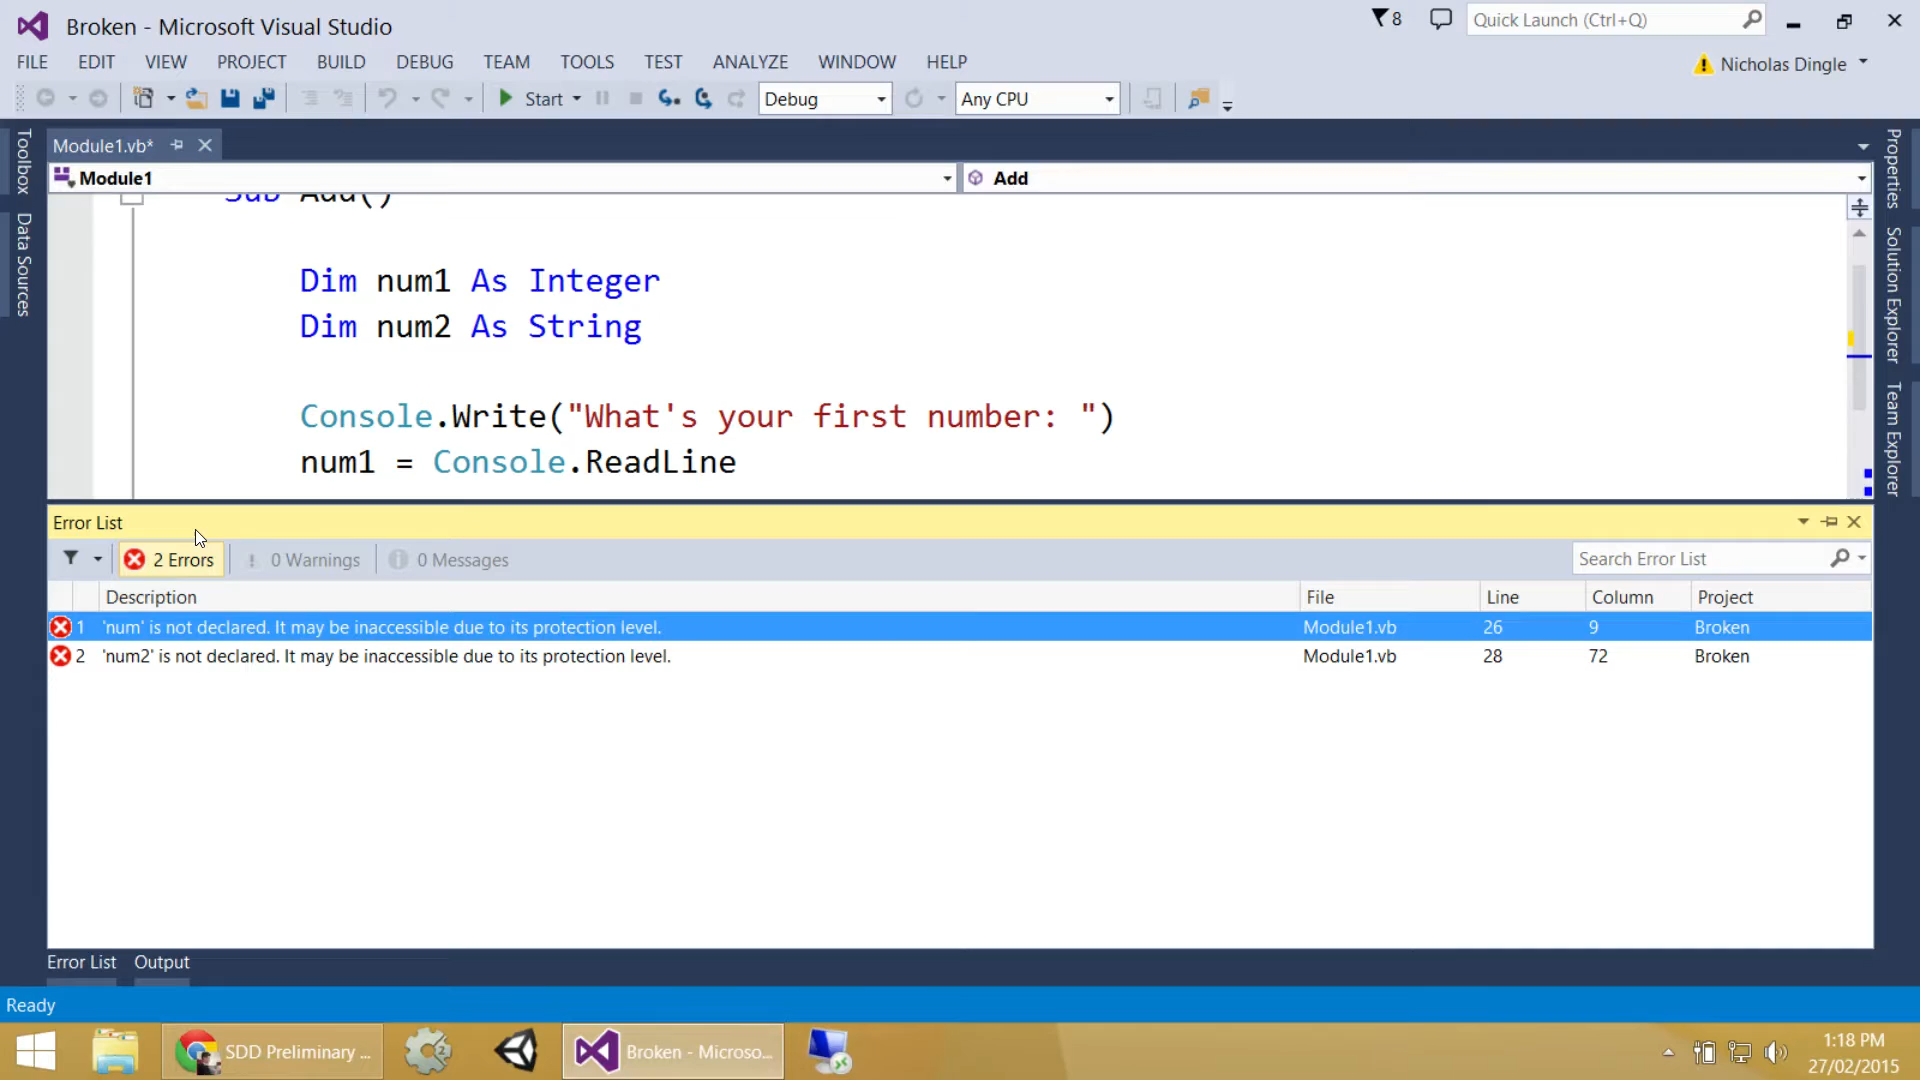 Broken - Microsoft Visual Studio
8
Quick Launch (Ctrl+Q)
FILE EDIT VIEW PROJECT BUILD DEBUG TEAM TOOLS TEST ANALYZE WINDOW HELP
Nicholas Dingle
Start Debug Any CPU
Toolbox
Data Sources
Module1.vb*
Module1
Add
Sub Add()
Dim num1 As Integer
Dim num2 As String
Console.Write("What's your first number: ")
num1 = Console.ReadLine
Properties
Solution Explorer
Team Explorer
Error List
2 Errors 0 Warnings 0 Messages
Search Error List
Description File Line Column Project
1 'num' is not declared. It may be inaccessible due to its protection level. Module1.vb 26 9 Broken
2 'num2' is not declared. It may be inaccessible due to its protection level. Module1.vb 28 72 Broken
Error List Output
Ready
SDD Preliminary ...
2
Broken - Microso...
1:18 PM
27/02/2015